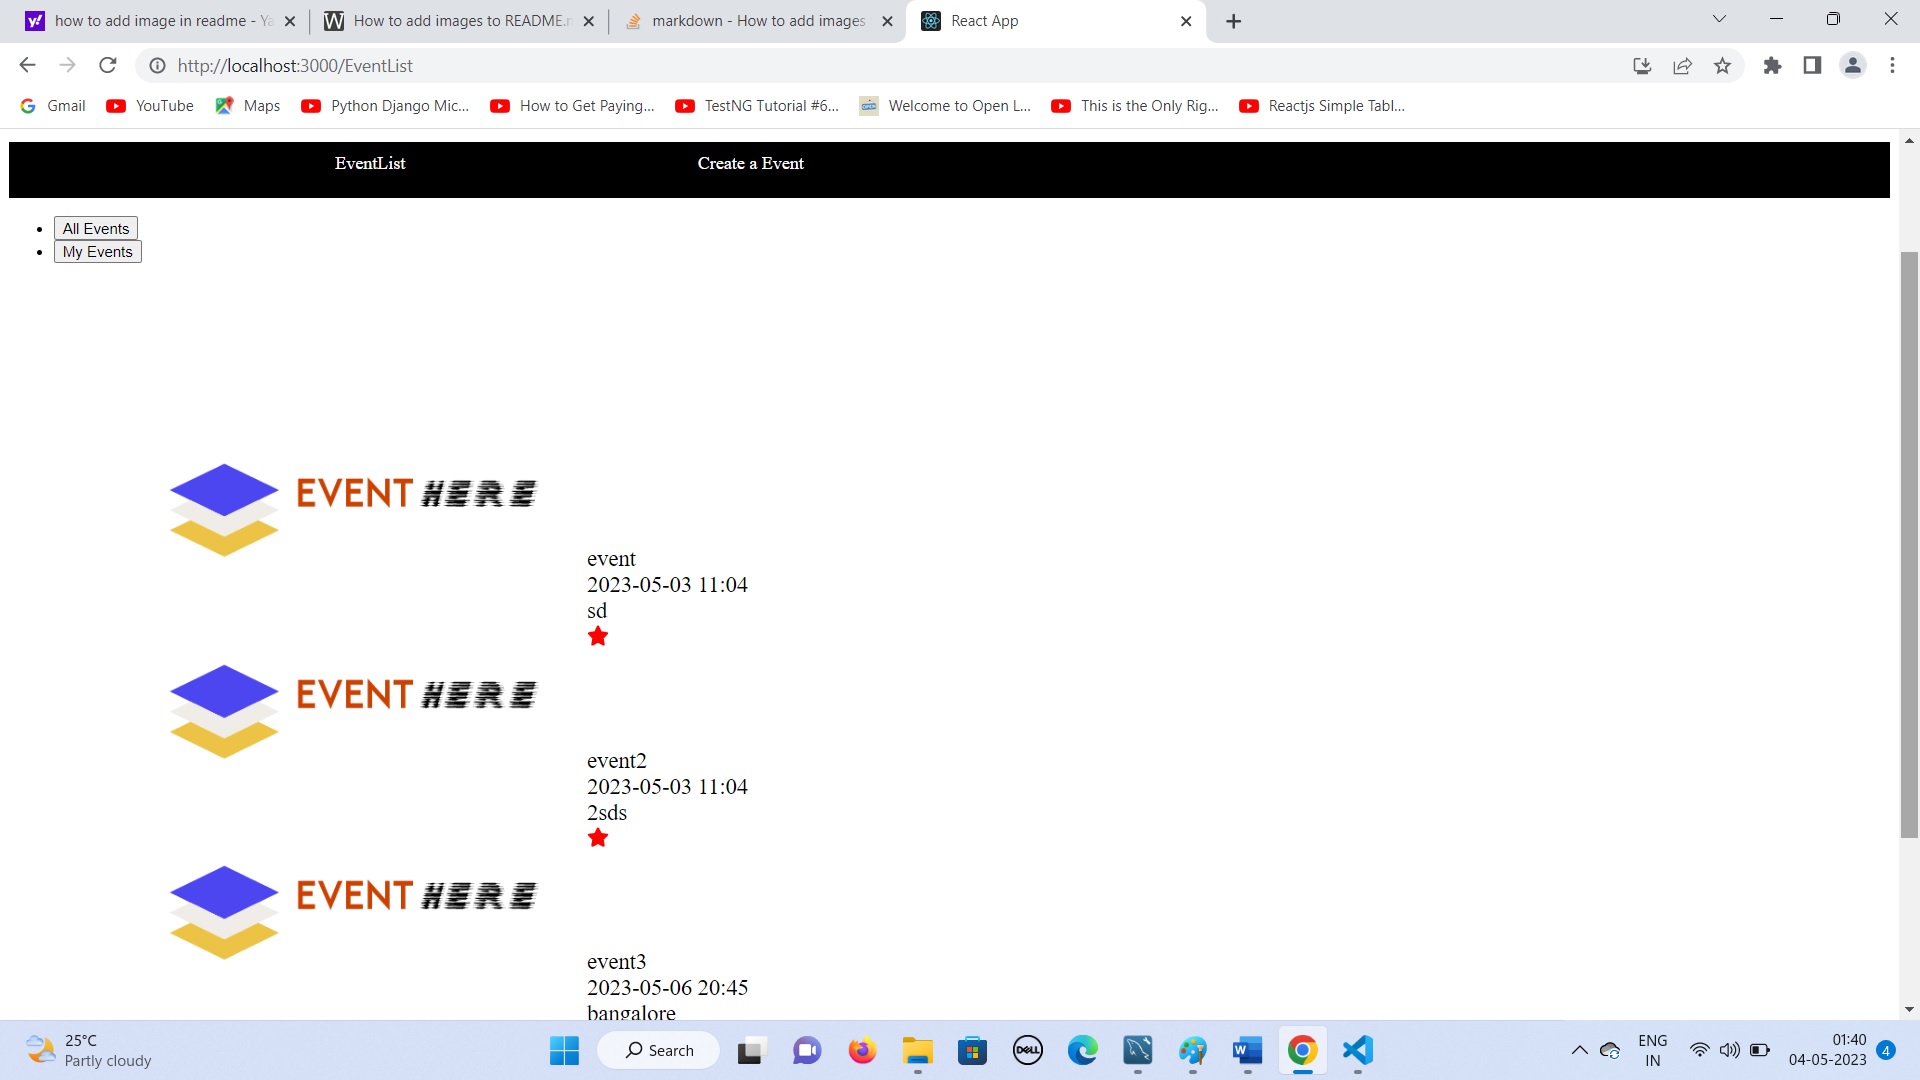 how to add image in readme - Ya
How to add images to README.m
markdown - How to add images
React App
http://localhost:3000/EventList
Gmail
YouTube
Maps
Python Django Mic...
How to Get Paying...
TestNG Tutorial #6...
Welcome to Open L...
This is the Only Rig...
Reactjs Simple Tabl...
EventList
Create a Event
All Events
My Events
EVENT HERE
event
2023-05-03 11:04
sd
EVENT HERE
event2
2023-05-03 11:04
2sds
EVENT HERE
event3
2023-05-06 20:45
bangalore
25°C
Partly cloudy
Search
DELL
ENG
IN
01:40
04-05-2023
4